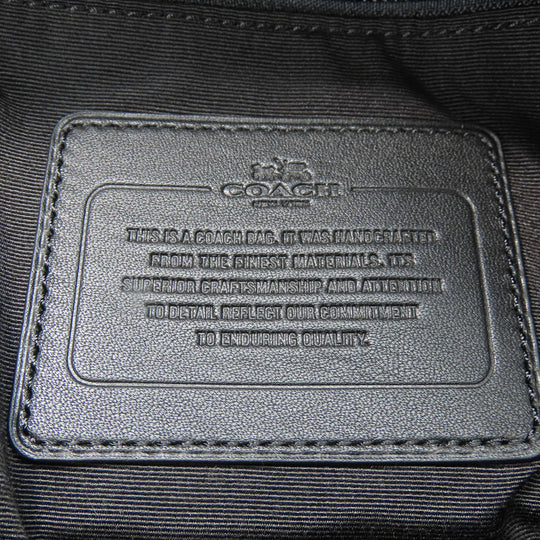 COACH
NEW YORK
THIS IS A COACH BAG. IT WAS HANDCRAFTED
FROM THE FINEST MATERIALS. ITS
SUPERIOR CRAFTSMANSHIP AND ATTENTION
TO DETAIL REFLECT OUR COMMITMENT
TO ENDURING QUALITY.